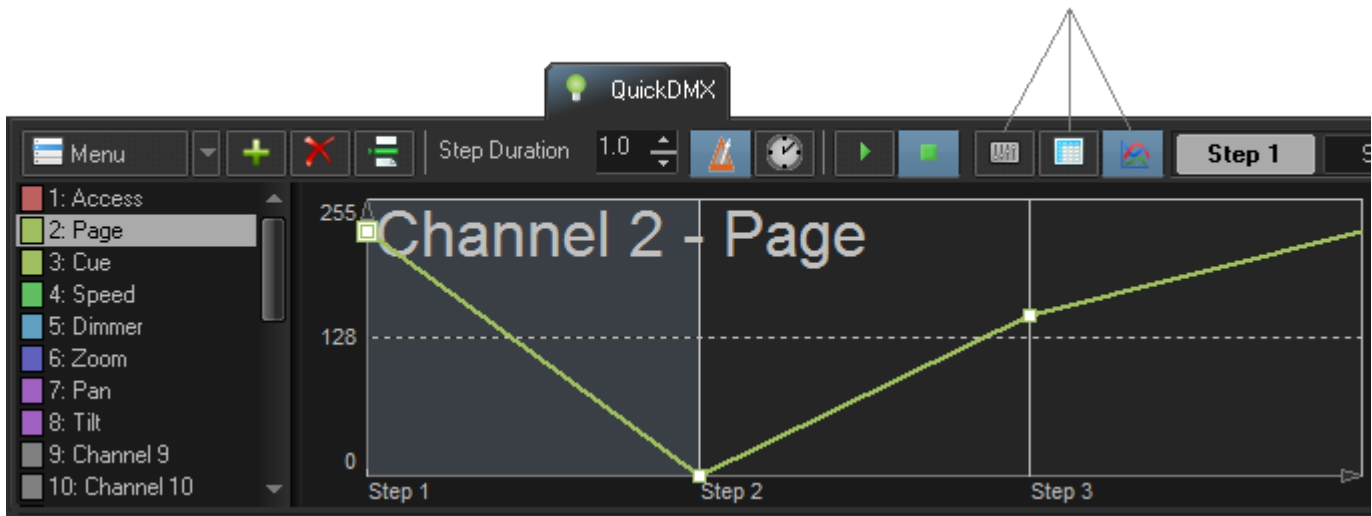 QuickDMX
Menu Step Duration 1.0 Step 1 S
1: Access
2: Page
3: Cue
4: Speed
5: Dimmer
6: Zoom
7: Pan
8: Tilt
9: Channel 9
10: Channel 10
255
Channel 2 - Page
128
0
Step 1 Step 2 Step 3